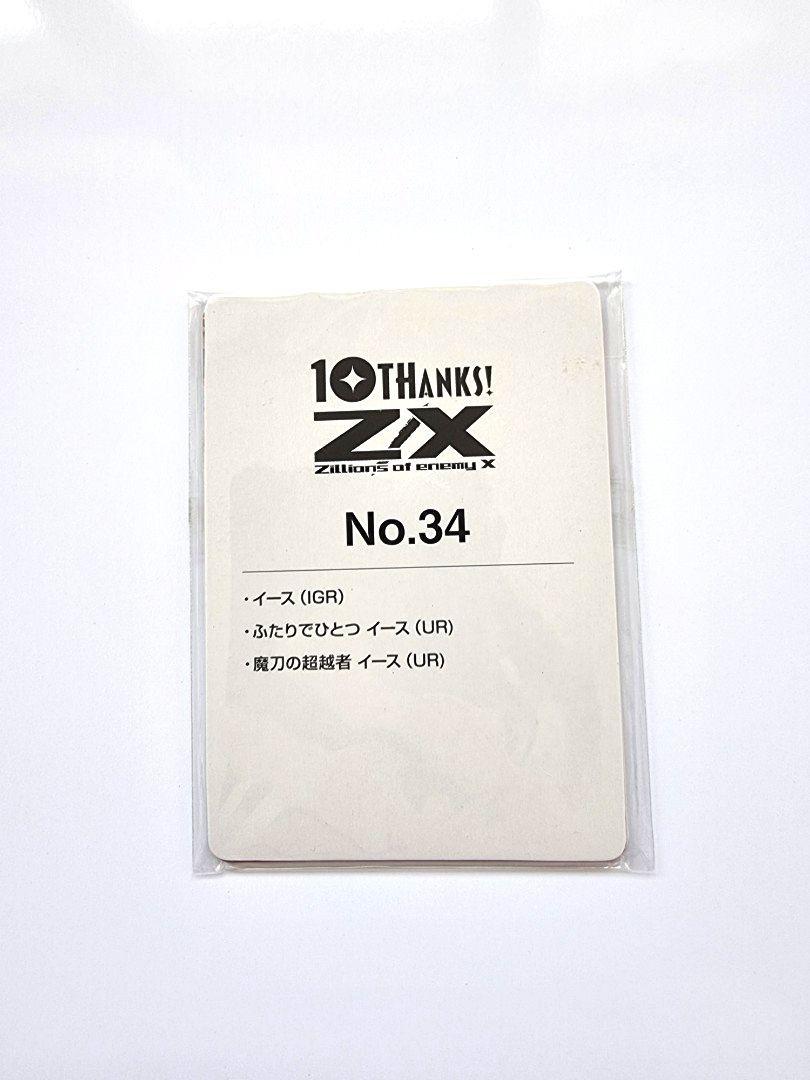 10THANKS!
Z/X
Zillions of enemy X
No.34
・イース(IGR)
・ふたりでひとつ イース(UR)
・魔刀の超越者 イース(UR)